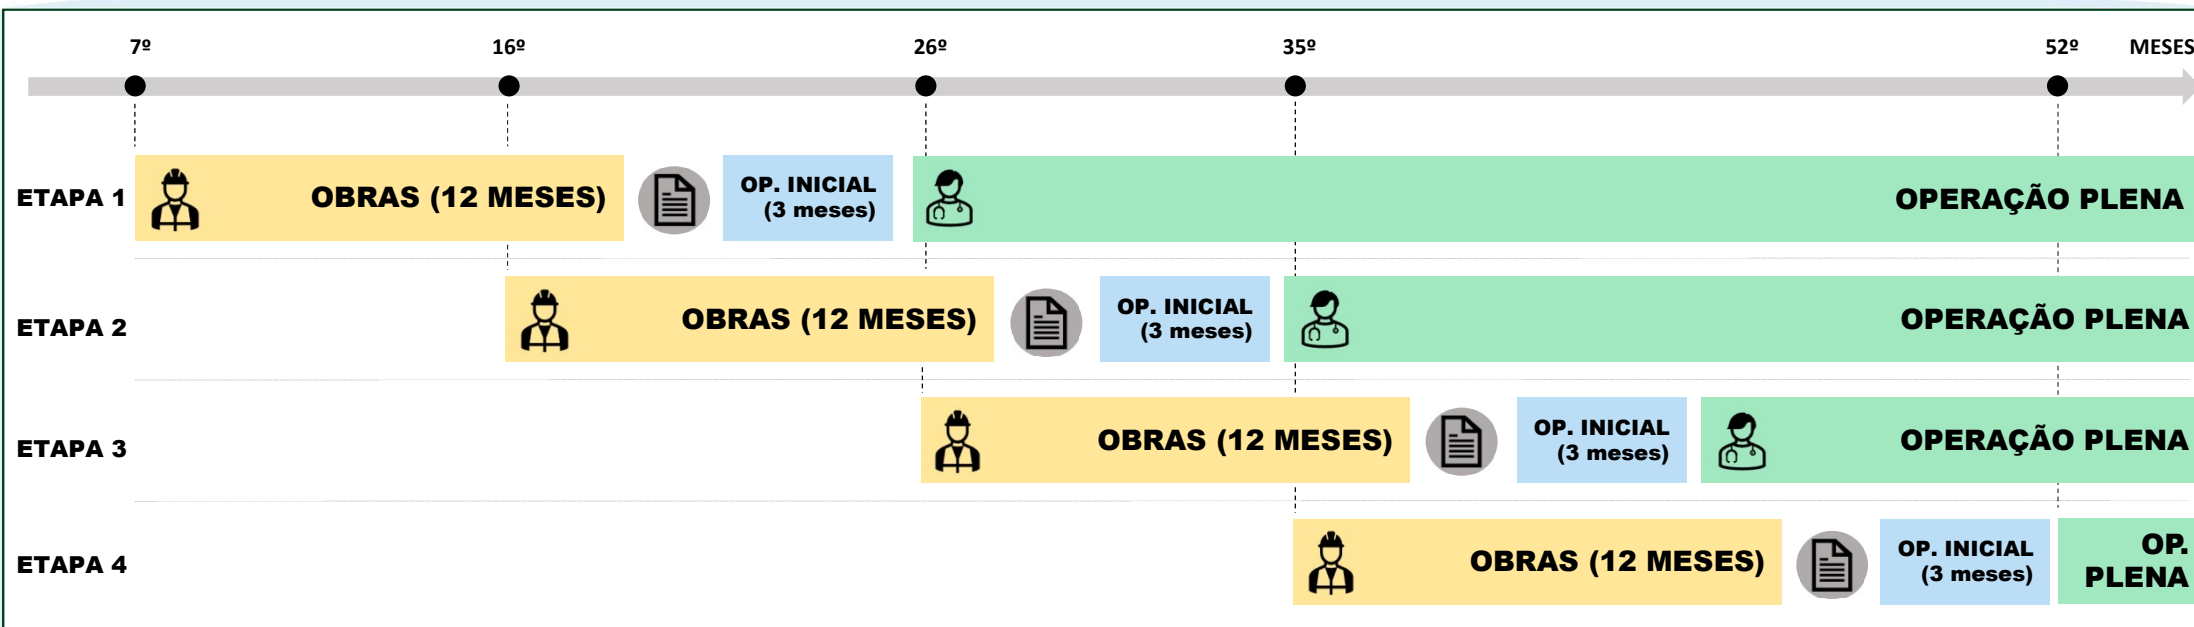 7º 16º 26º 35º 52º MESES
ETAPA 1
OBRAS (12 MESES)
OP. INICIAL
(3 meses)
OPERAÇÃO PLENA
ETAPA 2
OBRAS (12 MESES)
OP. INICIAL
(3 meses)
OPERAÇÃO PLENA
ETAPA 3
OBRAS (12 MESES)
OP. INICIAL
(3 meses)
OPERAÇÃO PLENA
ETAPA 4
OBRAS (12 MESES)
OP. INICIAL
(3 meses)
OP.
PLENA